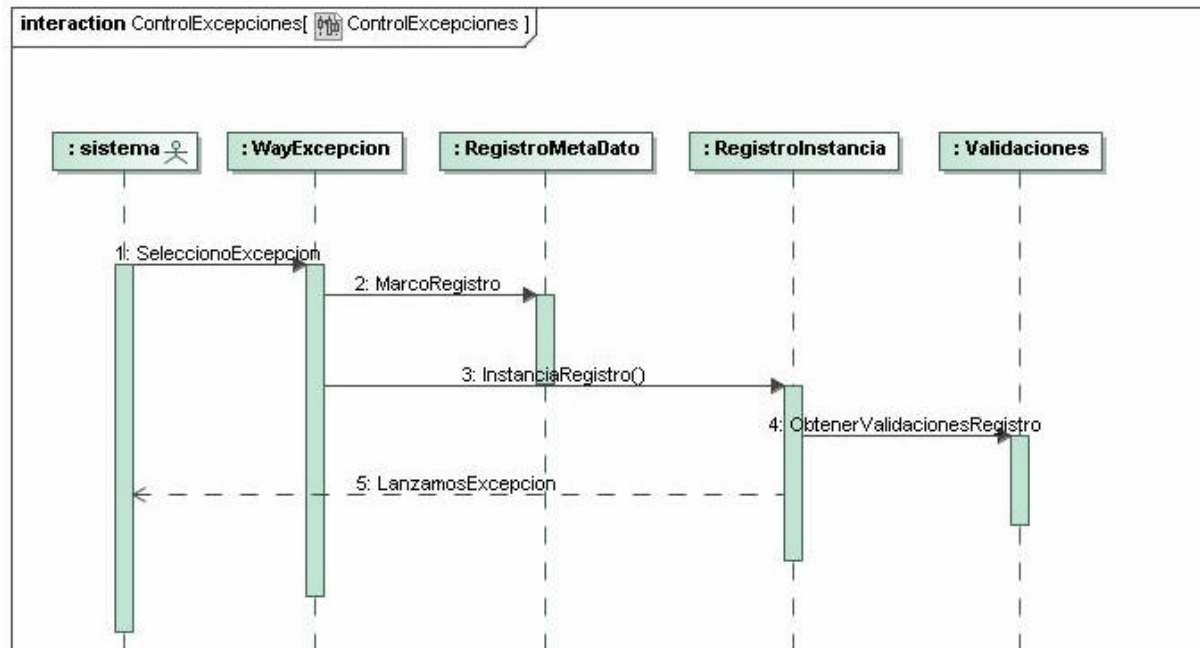 interaction ControlExcepciones[ ControlExcepciones ]
: sistema
: WayExcepcion
: RegistroMetaDato
: RegistroInstancia
: Validaciones
1: SeleccionoExcepcion
2: MarcoRegistro
3: InstanciaRegistro()
4: ObtenerValidacionesRegistro
5: LanzamosExcepcion